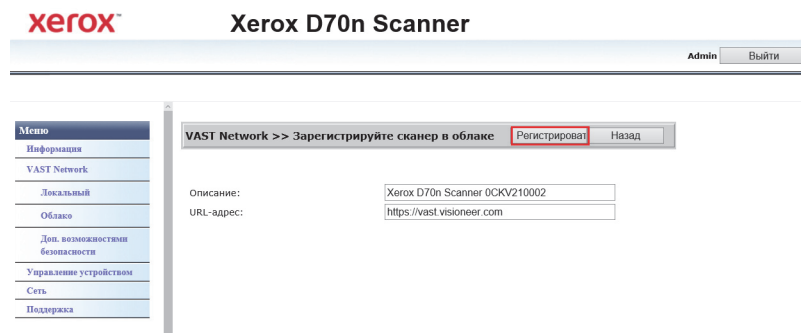 xerox™
Xerox D70n Scanner
Admin Выйти
Меню
Информация
VAST Network
Локальный
Облако
Доп. возможностями
безопасности
Управление устройством
Сеть
Поддержка
VAST Network >> Зарегистрируйте сканер в облаке Регистрироват Назад
Описание: Xerox D70n Scanner 0CKV210002
URL-адрес: https://vast.visioneer.com